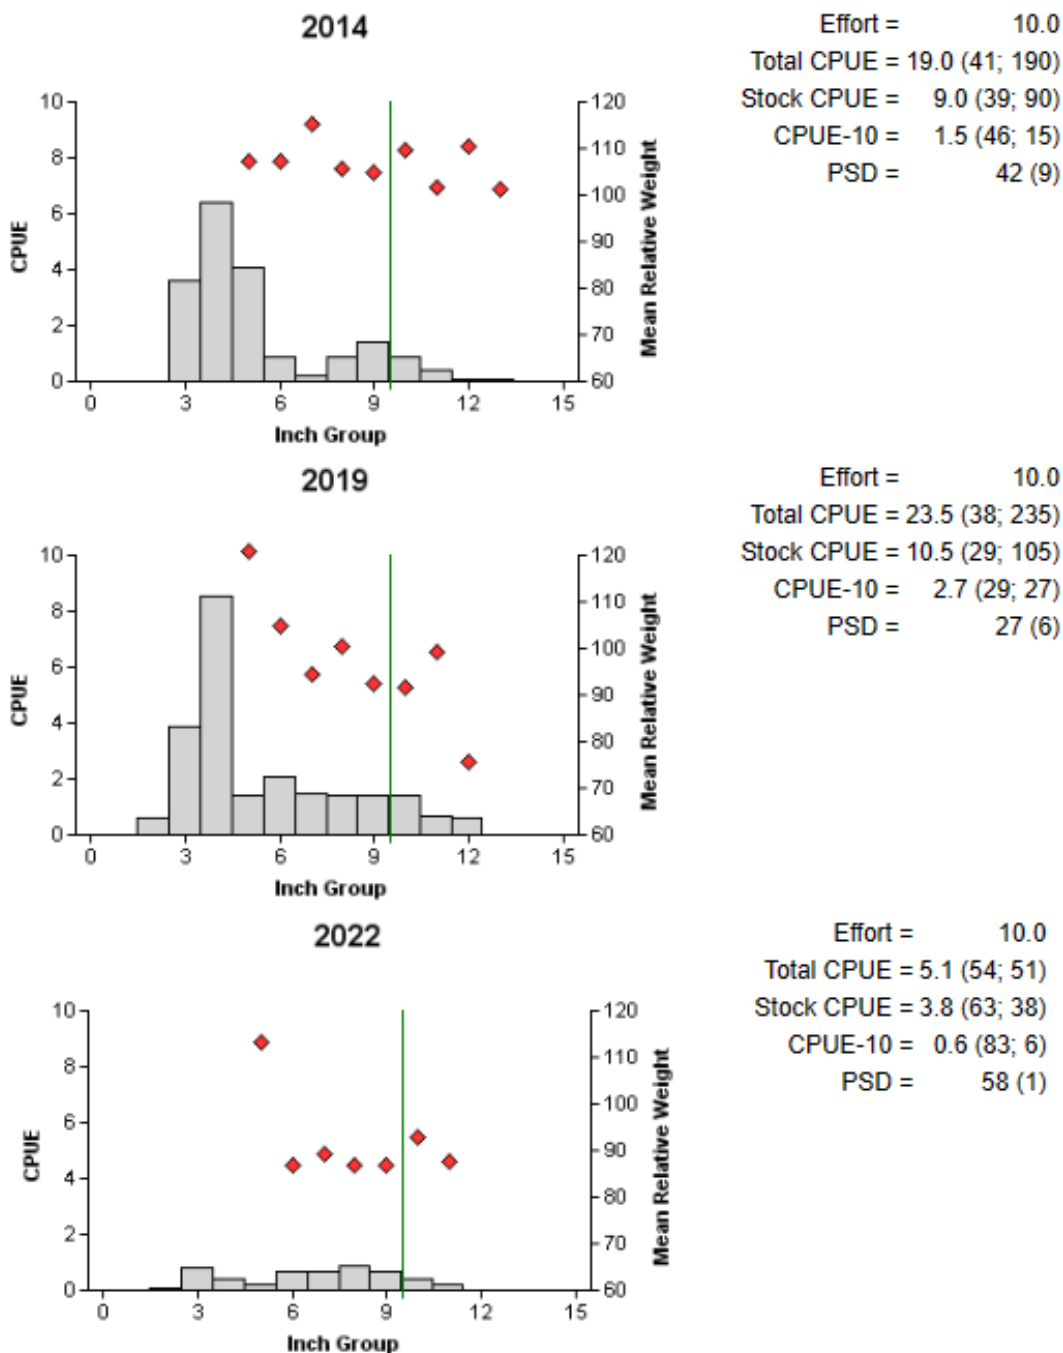 2014
Effort = 10.0
Total CPUE = 19.0 (41; 190)
Stock CPUE = 9.0 (39; 90)
CPUE-10 = 1.5 (46; 15)
PSD = 42 (9)
10 120
8 110
100
6
90
4
80
2 70
0 60
CPUE
Mean Relative Weight
0 3 6 9 12 15
Inch Group
2019
Effort = 10.0
Total CPUE = 23.5 (38; 235)
Stock CPUE = 10.5 (29; 105)
CPUE-10 = 2.7 (29; 27)
PSD = 27 (6)
10 120
8 110
100
6
90
4
80
2 70
0 60
CPUE
Mean Relative Weight
0 3 6 9 12 15
Inch Group
2022
Effort = 10.0
Total CPUE = 5.1 (54; 51)
Stock CPUE = 3.8 (63; 38)
CPUE-10 = 0.6 (83; 6)
PSD = 58 (1)
10 120
8 110
100
6
90
4
80
2 70
0 60
CPUE
Mean Relative Weight
0 3 6 9 12 15
Inch Group